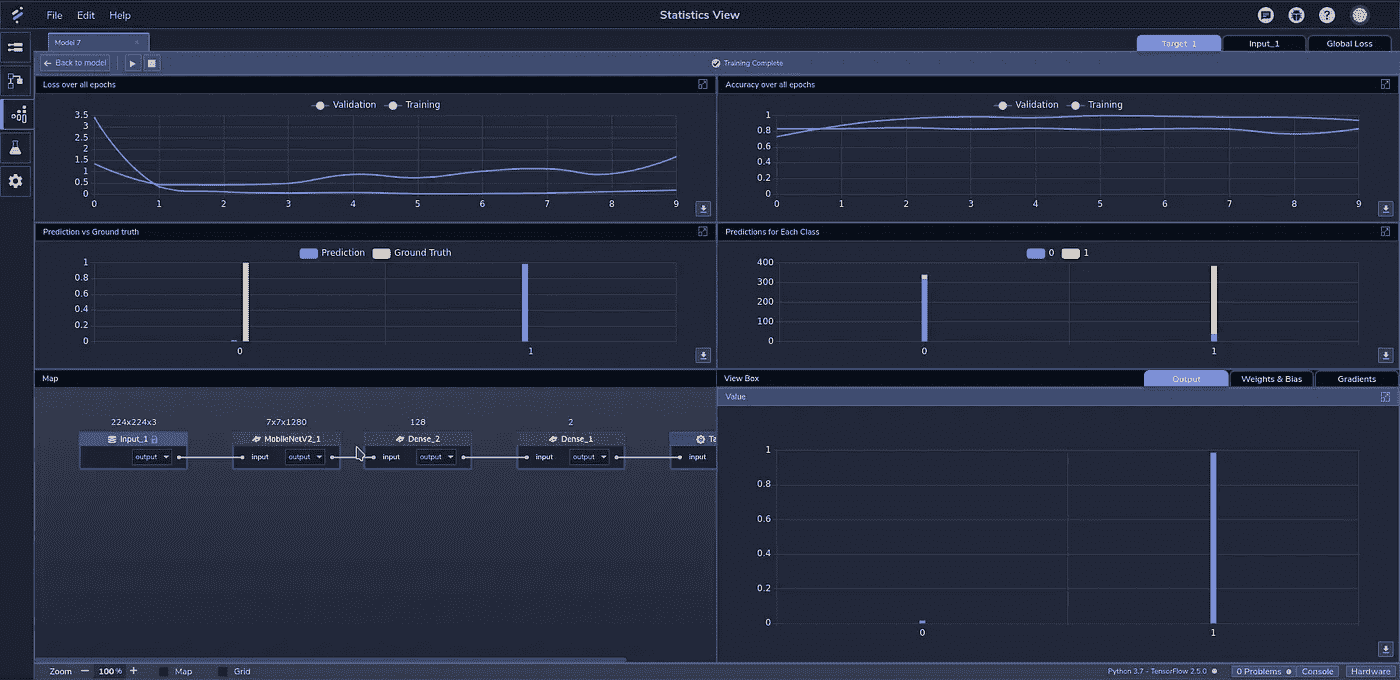 File Edit Help
Statistics View
Model 7
Target_1 Input_1 Global Loss
Back to model
Training Complete
Loss over all epochs
Validation Training
3.5
3
2.5
2
1.5
1
0.5
0
0 1 2 3 4 5 6 7 8 9
Accuracy over all epochs
Validation Training
1
0.8
0.6
0.4
0.2
0
0 1 2 3 4 5 6 7 8 9
Prediction vs Ground truth
Prediction Ground Truth
1
0.8
0.6
0.4
0.2
0
0 1
Predictions for Each Class
0 1
400
300
200
100
0
0 1
Map
224x224x3 7x7x1280 128 2
Input_1 MobileNetV2_1 Dense_2 Dense_1 Ta
output input output input output input output input
View Box
Output Weights & Bias Gradients
Value
1
0.8
0.6
0.4
0.2
0
0 1
Zoom 100% Map Grid
Python 3.7 - TensorFlow 2.5.0 0 Problems Console Hardware